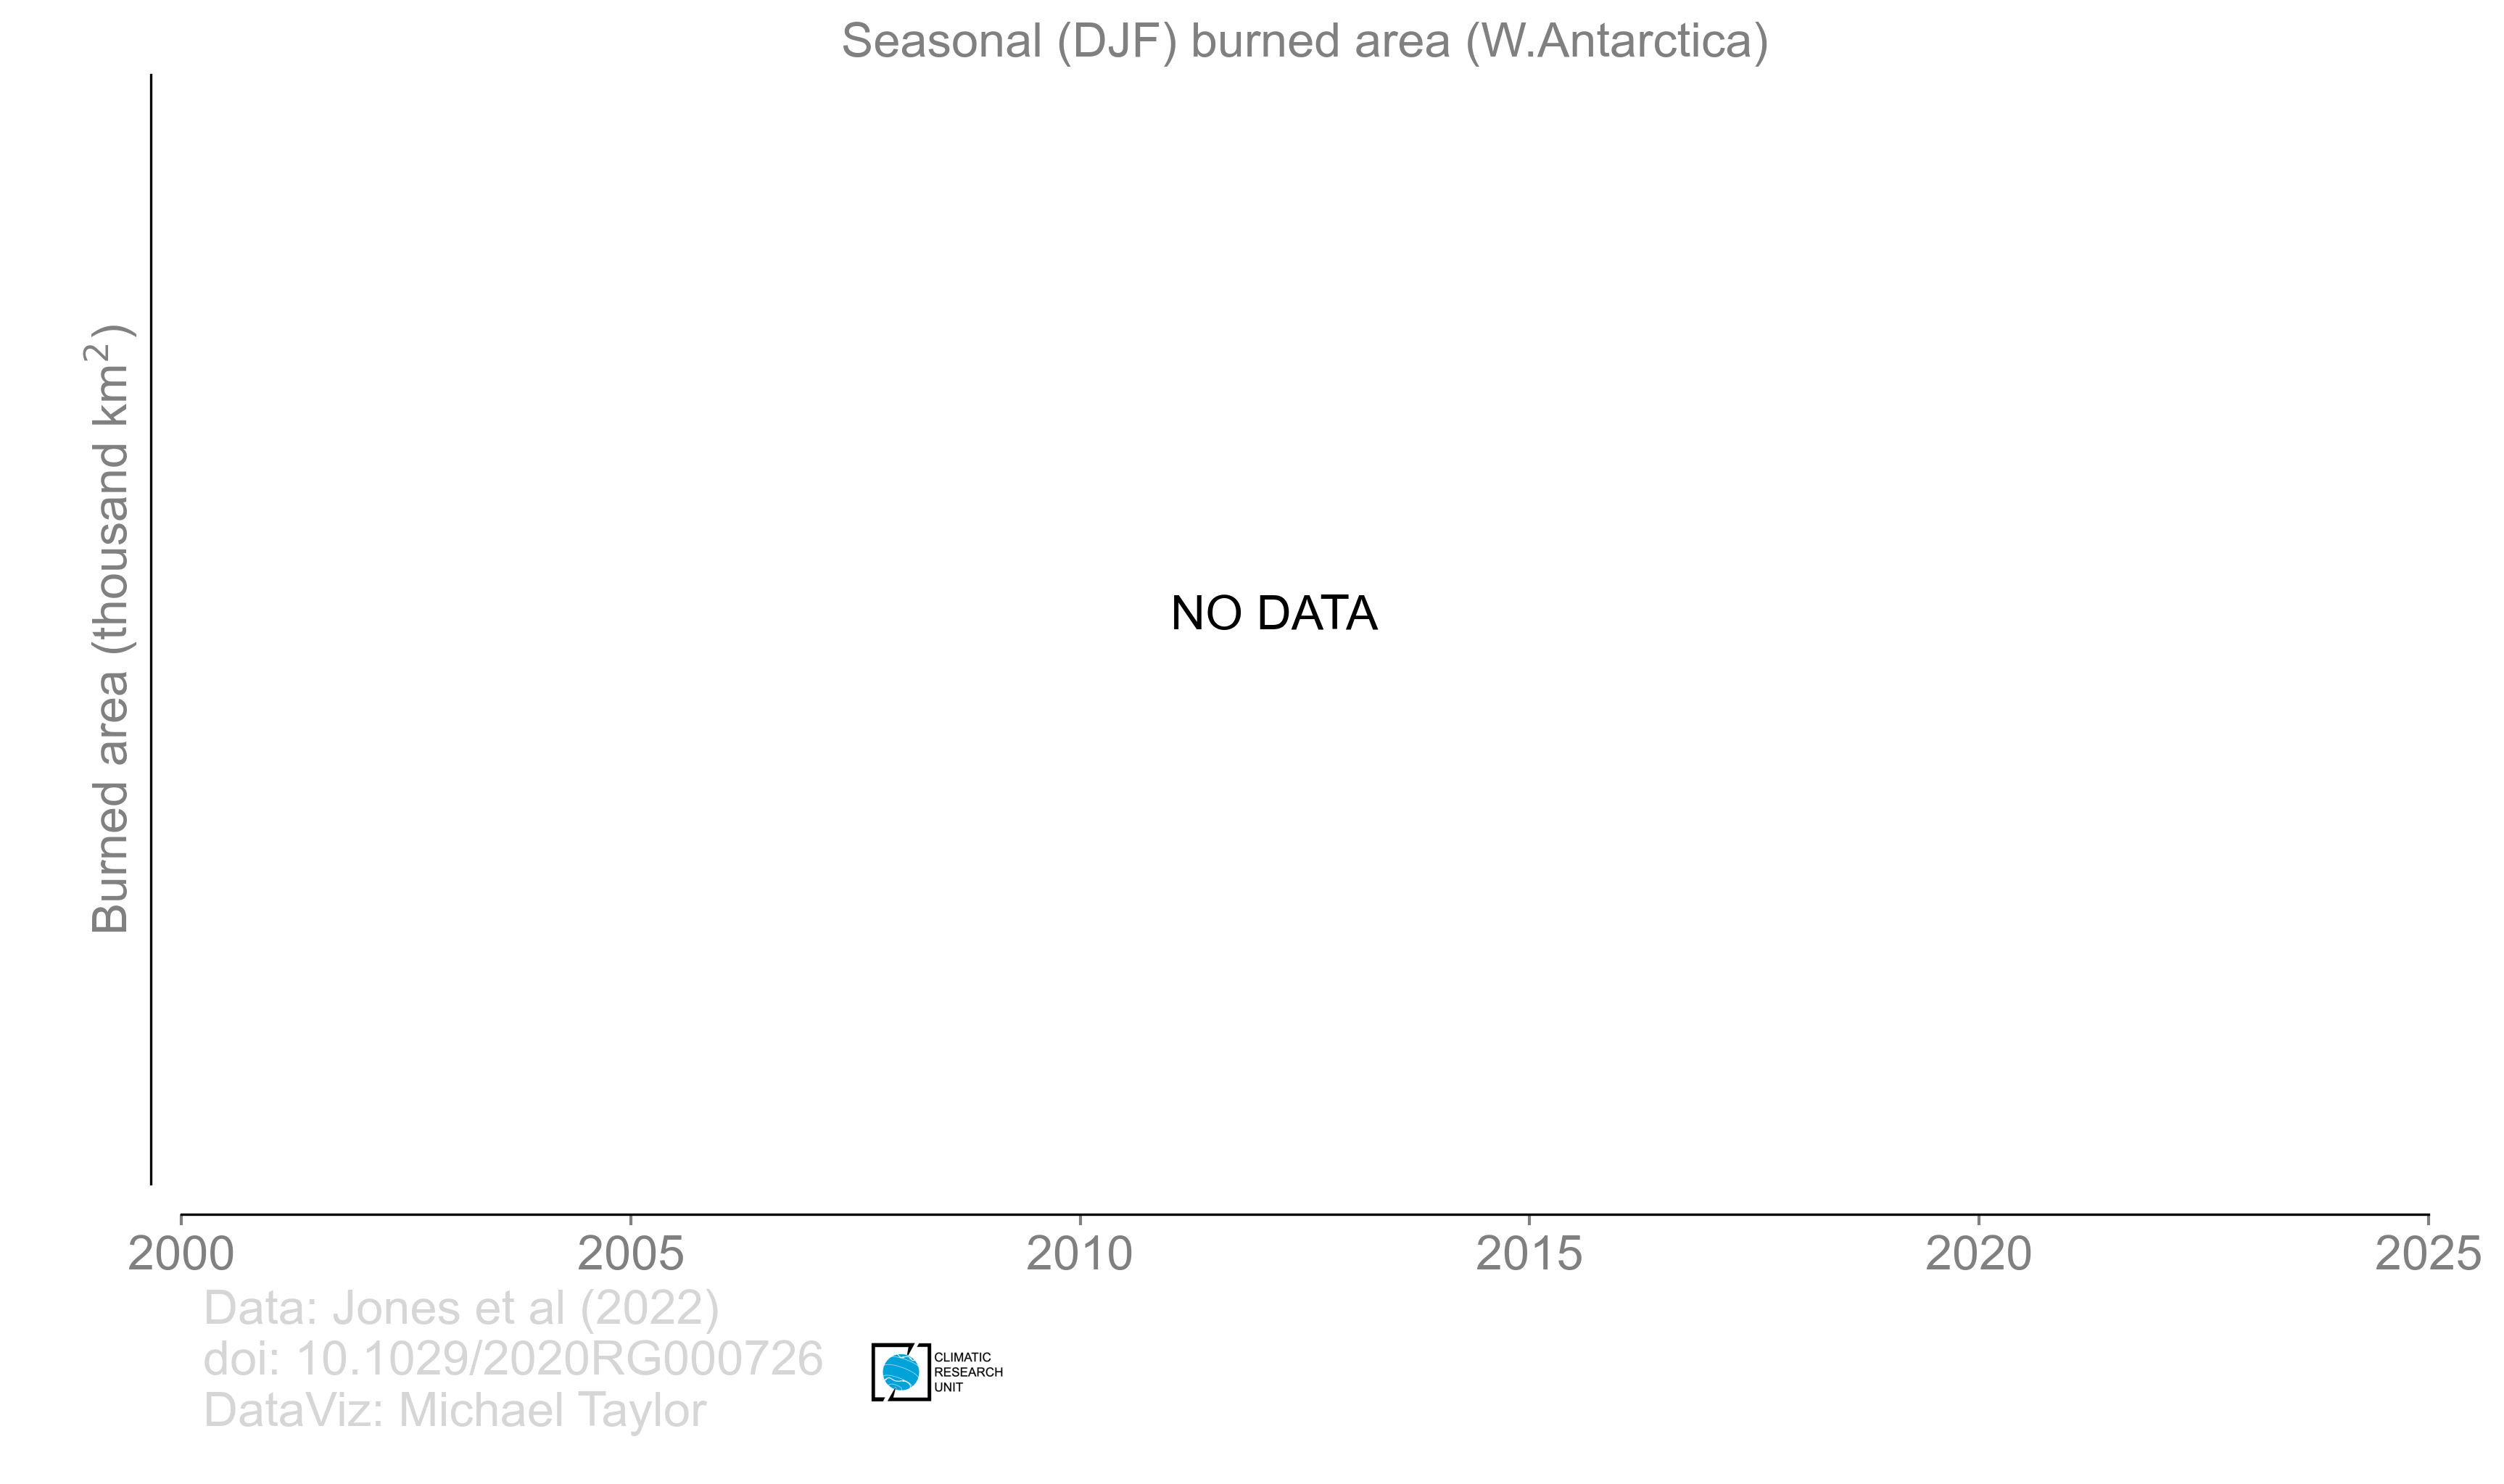 Seasonal (DJF) burned area (W.Antarctica)
Burned area (thousand km²)
NO DATA
2000 2005 2010 2015 2020 2025
Data: Jones et al (2022)
doi: 10.1029/2020RG000726
DataViz: Michael Taylor
CLIMATIC
RESEARCH
UNIT